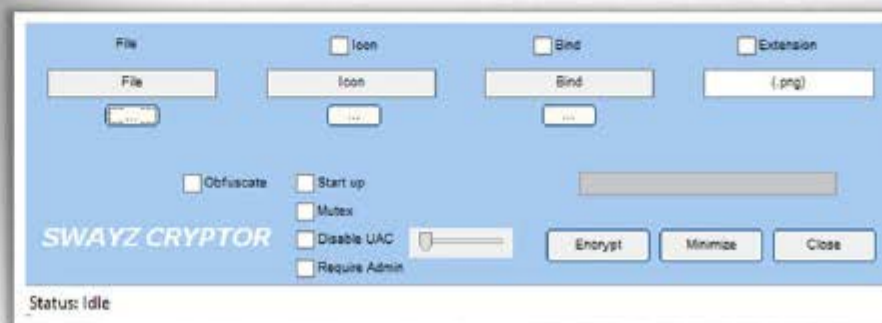 File Icon Bind Extension
File Icon Bind (.png)
... ... ...
Obfuscate Start up
Mutex
SWAYZ CRYPTOR Disable UAC Encrypt Minimize Close
Require Admin
Status: Idle